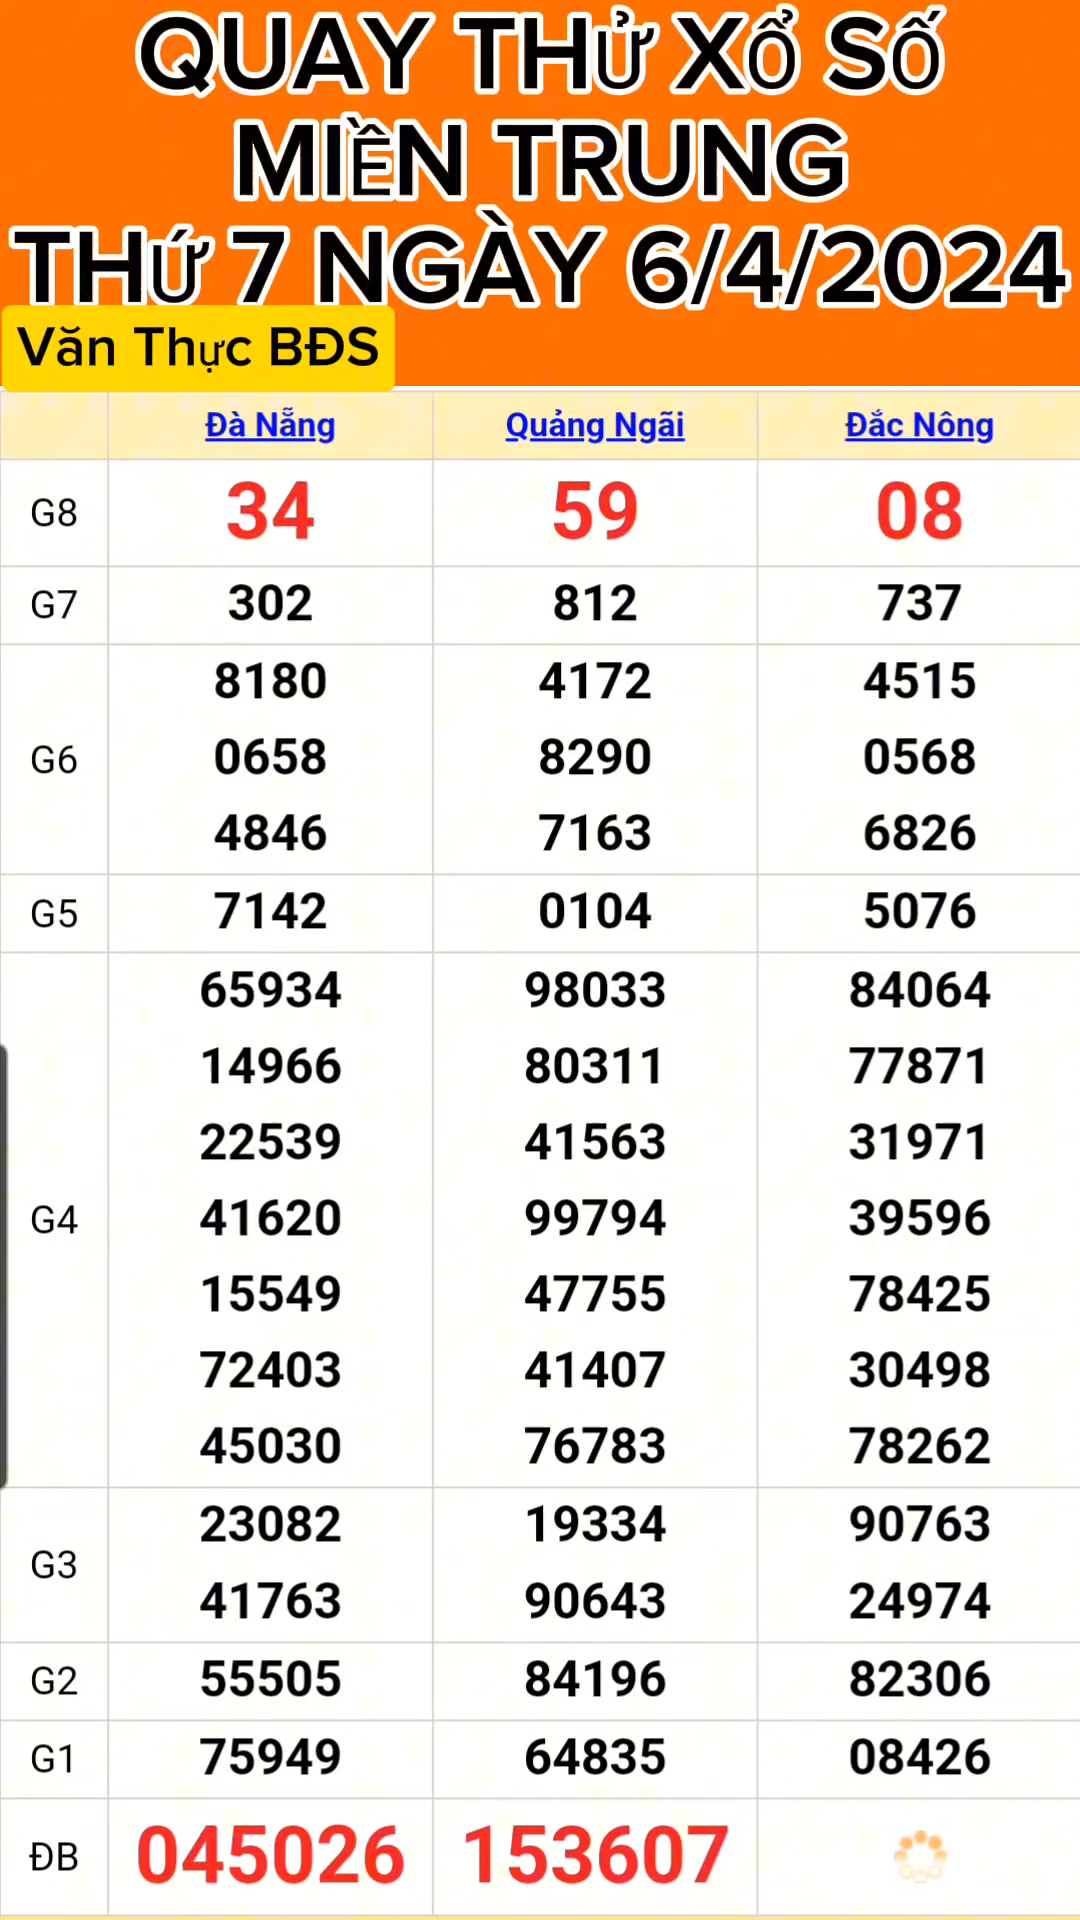 QUAY THỬ XỔ SỐ
MIỀN TRUNG
THỨ 7 NGÀY 6/4/2024
Văn Thực BĐS
Đà Nẵng Quảng Ngãi Đắc Nông
G8 34 59 08
G7 302 812 737
8180 4172 4515
G6 0658 8290 0568
4846 7163 6826
G5 7142 0104 5076
65934 98033 84064
14966 80311 77871
22539 41563 31971
G4 41620 99794 39596
15549 47755 78425
72403 41407 30498
45030 76783 78262
G3 23082 19334 90763
41763 90643 24974
G2 55505 84196 82306
G1 75949 64835 08426
ĐB 045026 153607